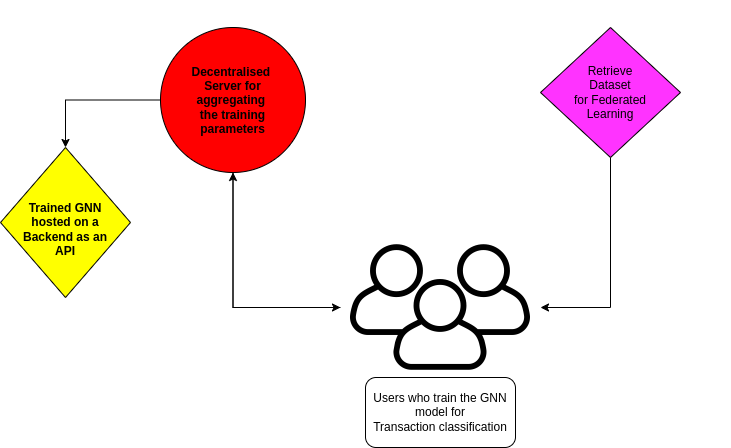 Decentralised
Server for
aggregating
the training
parameters
Retrieve
Dataset
for Federated
Learning
Trained GNN
hosted on a
Backend as an
API
Users who train the GNN
model for
Transaction classification